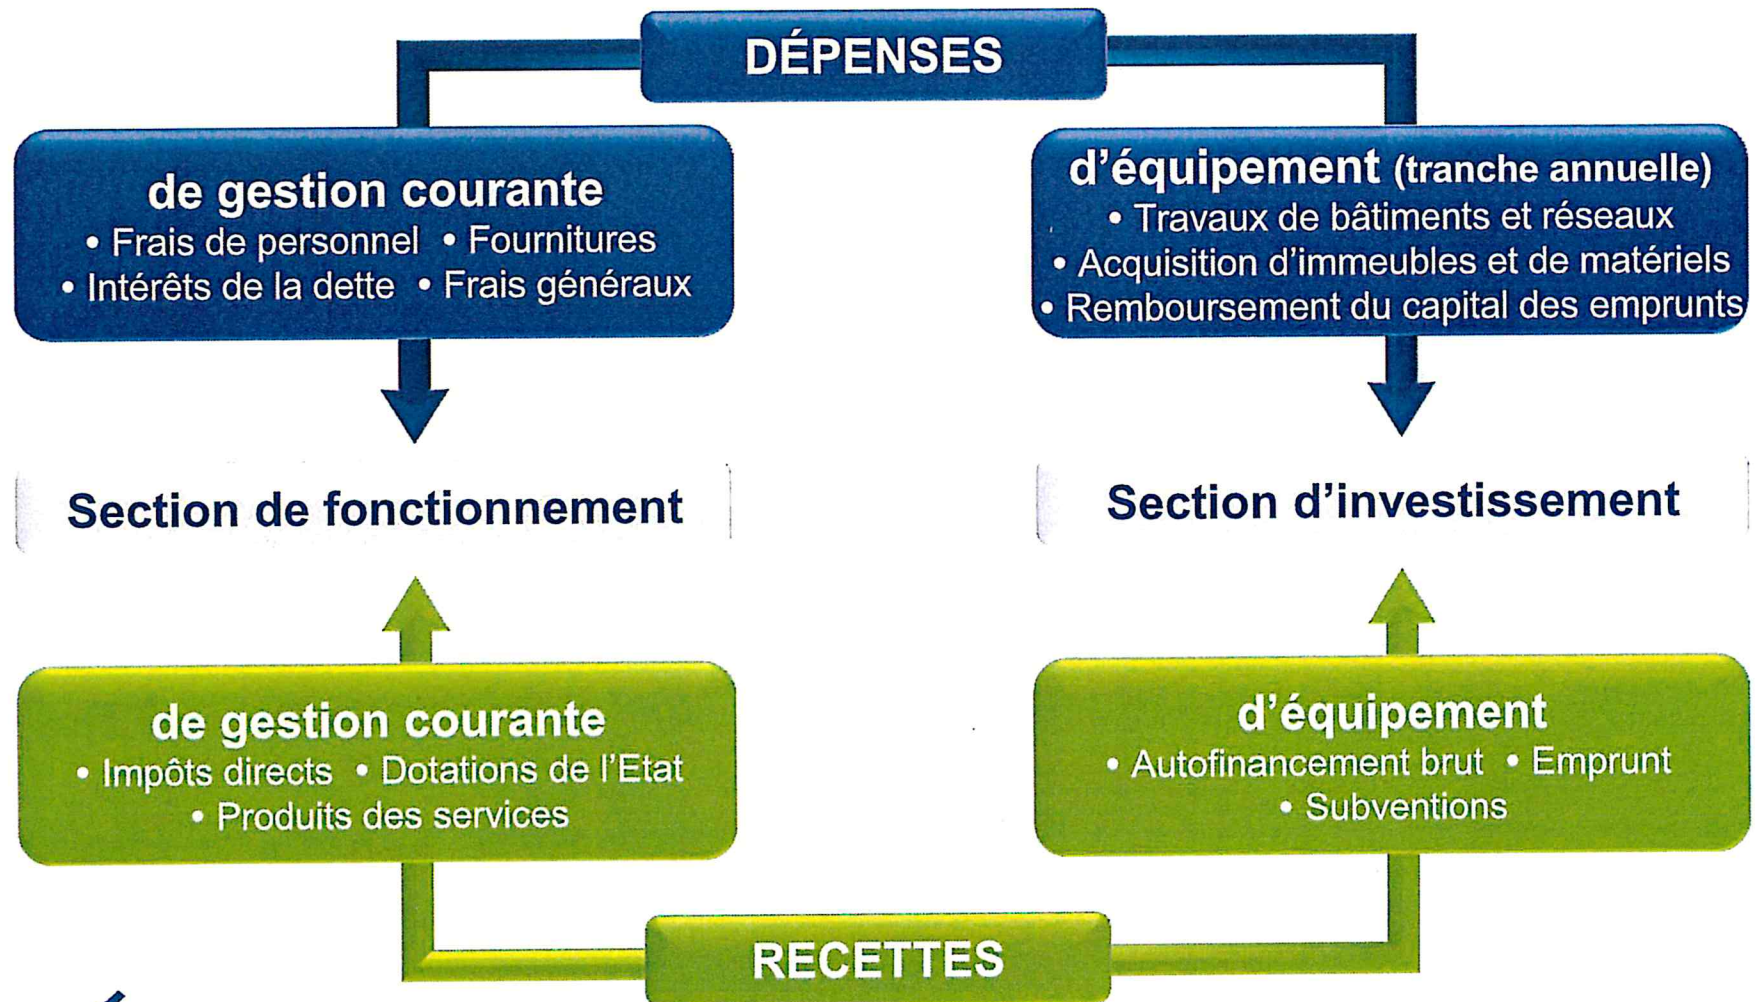 DÉPENSES
de gestion courante
• Frais de personnel • Fournitures
• Intérêts de la dette • Frais généraux
d'équipement (tranche annuelle)
• Travaux de bâtiments et réseaux
• Acquisition d'immeubles et de matériels
• Remboursement du capital des emprunts
Section de fonctionnement
Section d'investissement
de gestion courante
• Impôts directs • Dotations de l'Etat
• Produits des services
d'équipement
• Autofinancement brut • Emprunt
• Subventions
RECETTES